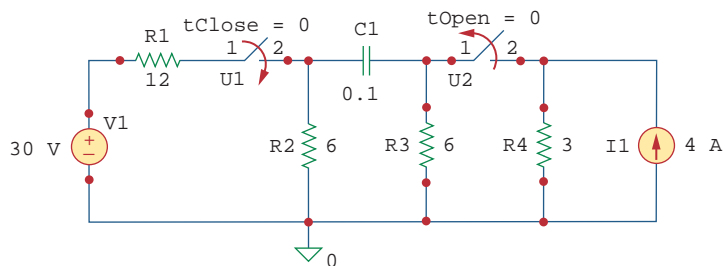 tClose = 0
C1
tOpen = 0
R1
1 2
1 2
12
U1
0.1
U2
V1
30 V
+
−
R2 6
R3 6
R4 3
I1 4 A
0